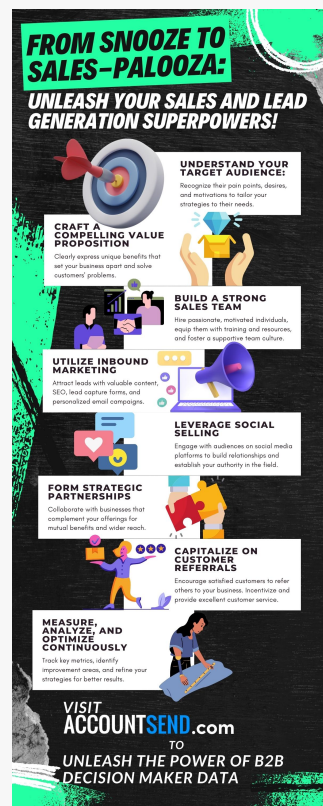 FROM SNOOZE TO
SALES-PALOOZA:
UNLEASH YOUR SALES AND LEAD
GENERATION SUPERPOWERS!
UNDERSTAND YOUR
TARGET AUDIENCE:
Recognize their pain points, desires,
and motivations to tailor your
strategies to their needs.
CRAFT A
COMPELLING VALUE
PROPOSITION
Clearly express unique benefits that
set your business apart and solve
customers' problems.
BUILD A STRONG
SALES TEAM
Hire passionate, motivated individuals,
equip them with training and resources,
and foster a supportive team culture.
UTILIZE INBOUND
MARKETING
Attract leads with valuable content,
SEO, lead capture forms, and
personalized email campaigns.
LEVERAGE SOCIAL
SELLING
Engage with audiences on social media
platforms to build relationships and
establish your authority in the field.
FORM STRATEGIC
PARTNERSHIPS
Collaborate with businesses that
complement your offerings for
mutual benefits and wider reach.
CAPITALIZE ON
CUSTOMER
REFERRALS
Encourage satisfied customers to refer
others to your business. Incentivize and
provide excellent customer service.
MEASURE,
ANALYZE, AND
OPTIMIZE
CONTINUOUSLY
Track key metrics, identify
improvement areas, and refine your
strategies for better results.
VISIT
ACCOUNTSEND.com
TO
UNLEASH THE POWER OF B2B
DECISION MAKER DATA